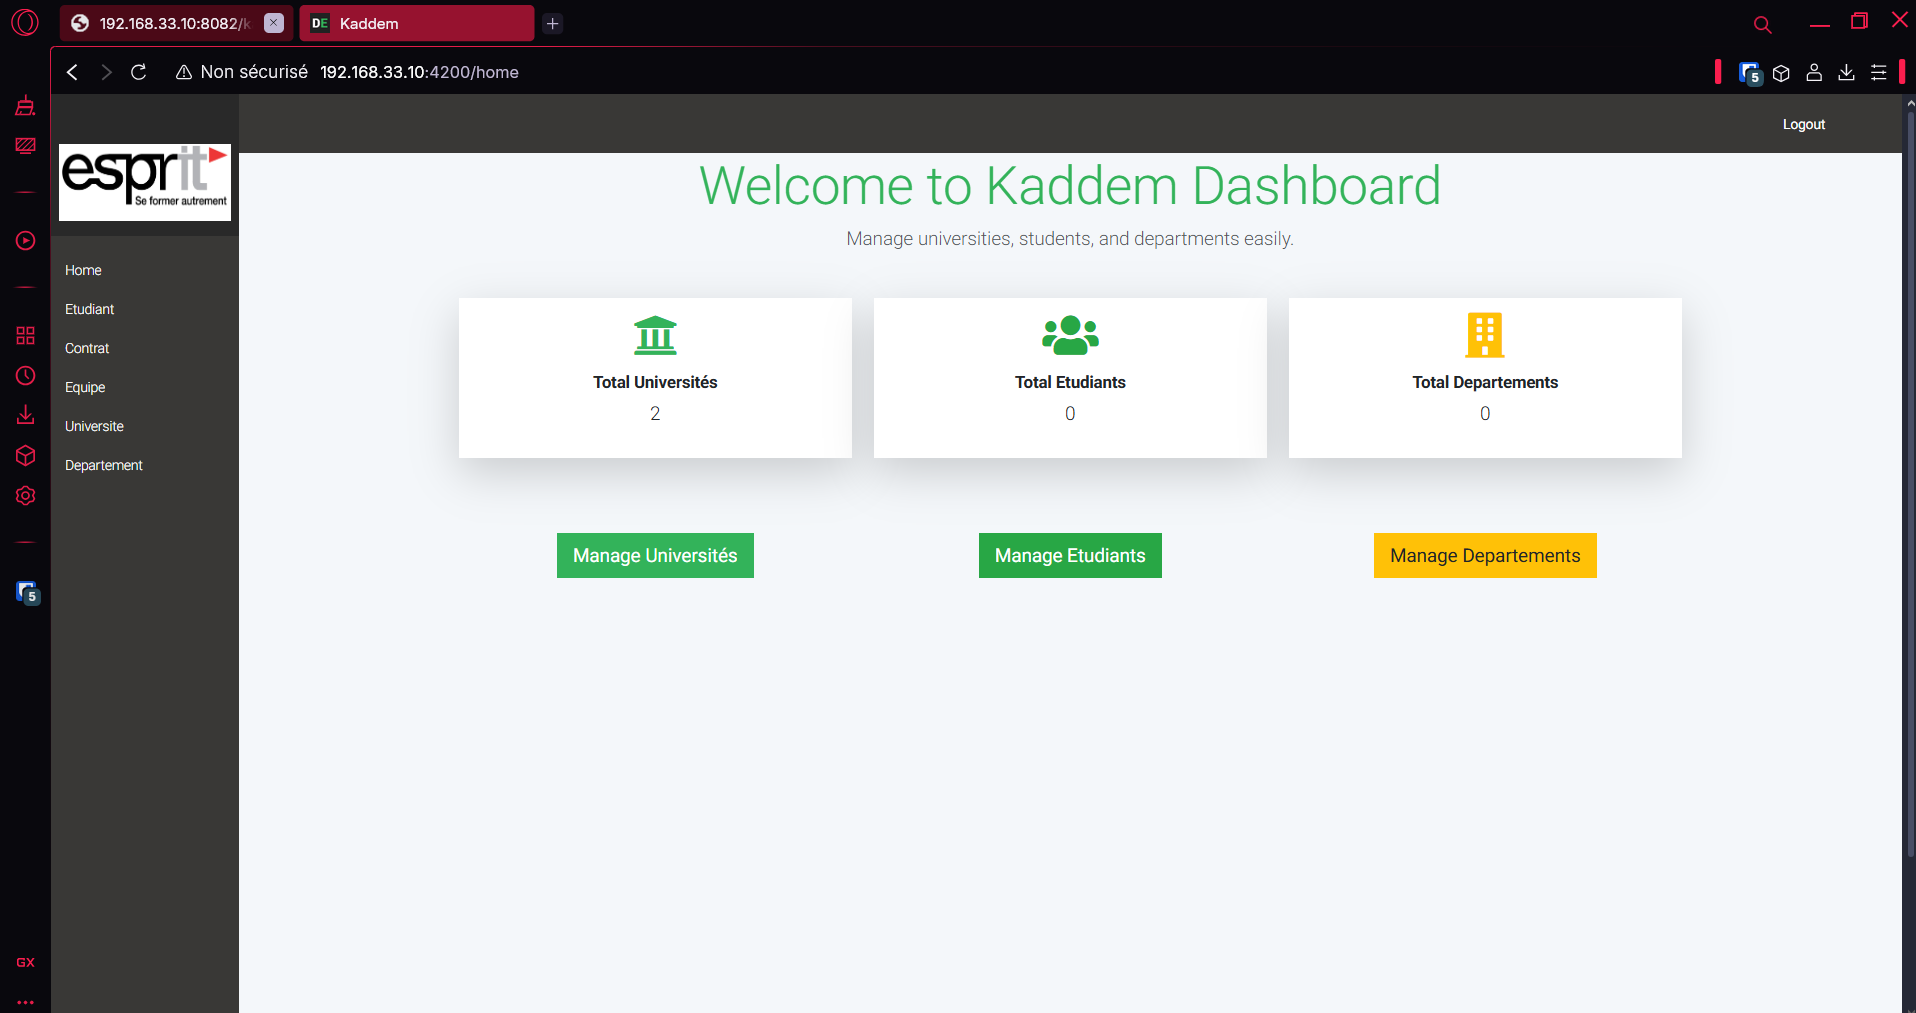 192.168.33.10:8082/k
DE Kaddem
Non sécurisé 192.168.33.10:4200/home
5
Logout
esprit
Se former autrement
Welcome to Kaddem Dashboard
Manage universities, students, and departments easily.
Home
Etudiant
Contrat
Equipe
Universite
Departement
Total Universités
2
Total Etudiants
0
Total Departements
0
Manage Universités
Manage Etudiants
Manage Departements
5
GX